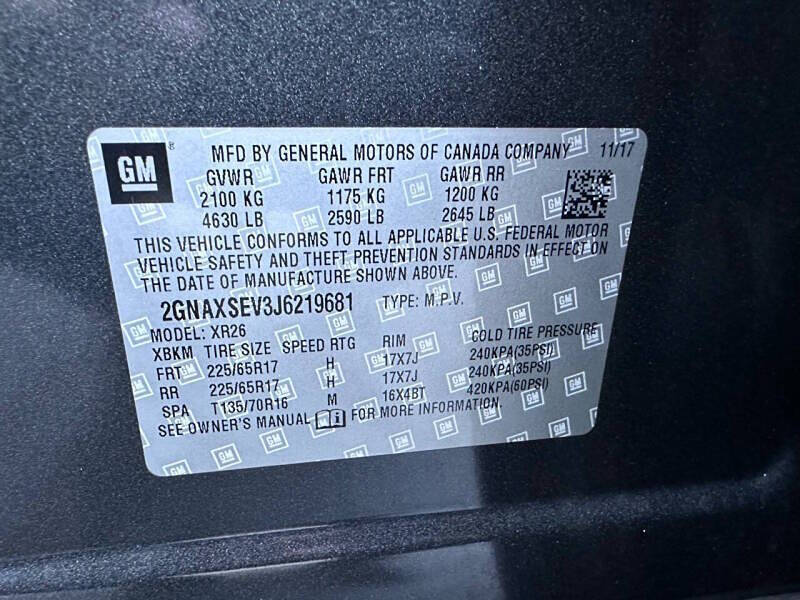 GM ® MFD BY GENERAL MOTORS OF CANADA COMPANY 11/17
GVWR GAWR FRT GAWR RR
2100 KG 1175 KG 1200 KG
4630 LB 2590 LB 2645 LB
THIS VEHICLE CONFORMS TO ALL APPLICABLE U.S. FEDERAL MOTOR
VEHICLE SAFETY AND THEFT PREVENTION STANDARDS IN EFFECT ON
THE DATE OF MANUFACTURE SHOWN ABOVE.
2GNAXSEV3J6219681 TYPE: M.P.V.
MODEL: XR26
XBKM TIRE SIZE SPEED RTG RIM COLD TIRE PRESSURE
FRT 225/65R17 H 17X7J 240KPA(35PSI)
RR 225/65R17 H 17X7J 240KPA(35PSI)
SPA T135/70R16 M 16X4BT 420KPA(60PSI)
SEE OWNER'S MANUAL i FOR MORE INFORMATION.